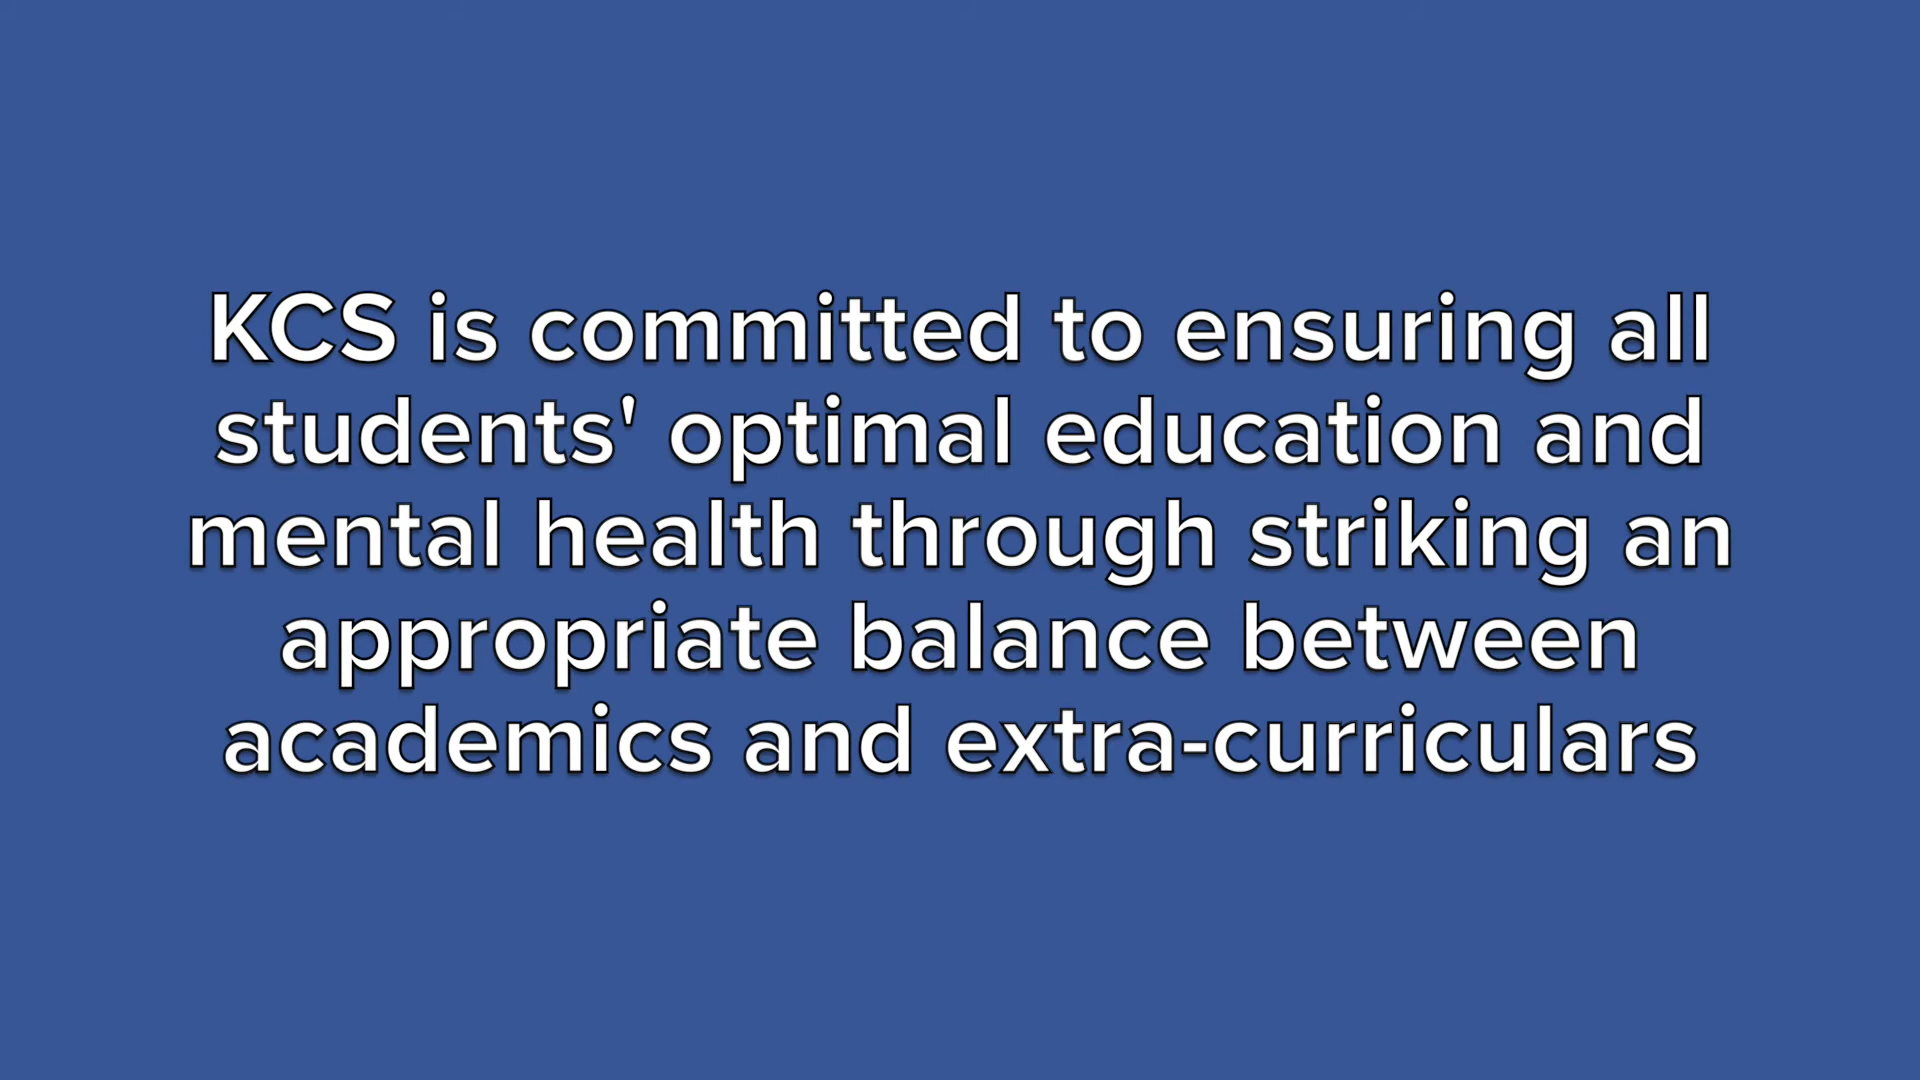 KCS is committed to ensuring all
students' optimal education and
mental health through striking an
appropriate balance between
academics and extra-curriculars